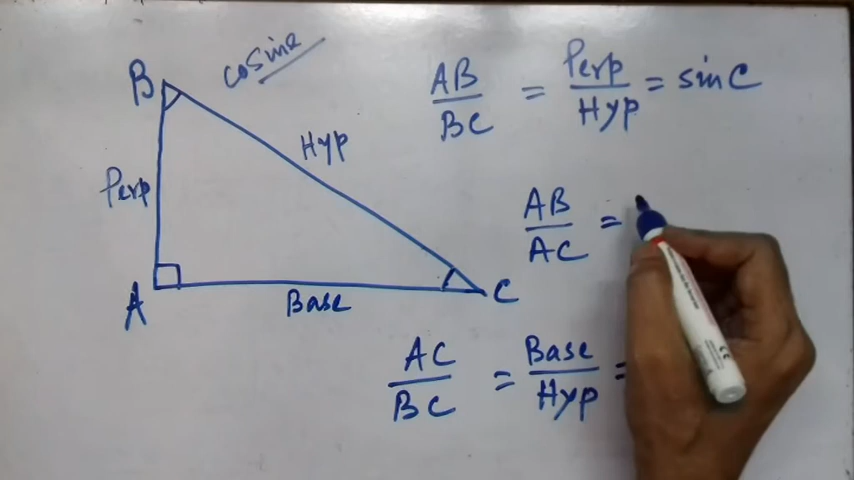 cosine
B
AB/BC = Perp/Hyp = sin C
Hyp
Perp
AB/AC =
A
Base
C
AC/BC = Base/Hyp =